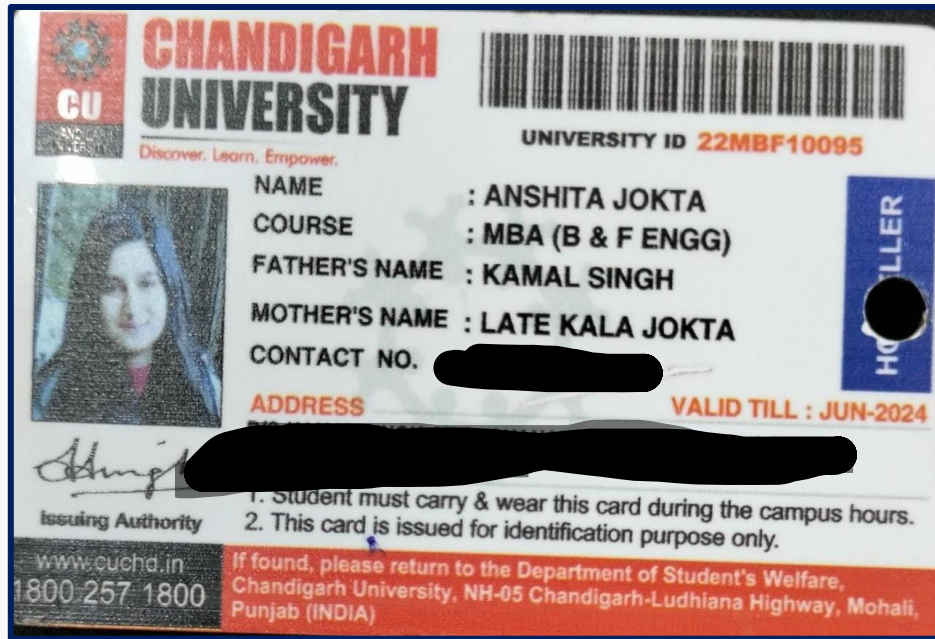 CHANDIGARH
UNIVERSITY
Discover. Learn. Empower.
CU
UNIVERSITY ID 22MBF10095
NAME : ANSHITA JOKTA
COURSE : MBA (B & F ENGG)
FATHER'S NAME : KAMAL SINGH
MOTHER'S NAME : LATE KALA JOKTA
CONTACT NO.
ADDRESS
VALID TILL : JUN-2024
1. Student must carry & wear this card during the campus hours.
2. This card is issued for identification purpose only.
Issuing Authority
www.cuchd.in
1800 257 1800
If found, please return to the Department of Student's Welfare,
Chandigarh University, NH-05 Chandigarh-Ludhiana Highway, Mohali,
Punjab (INDIA)